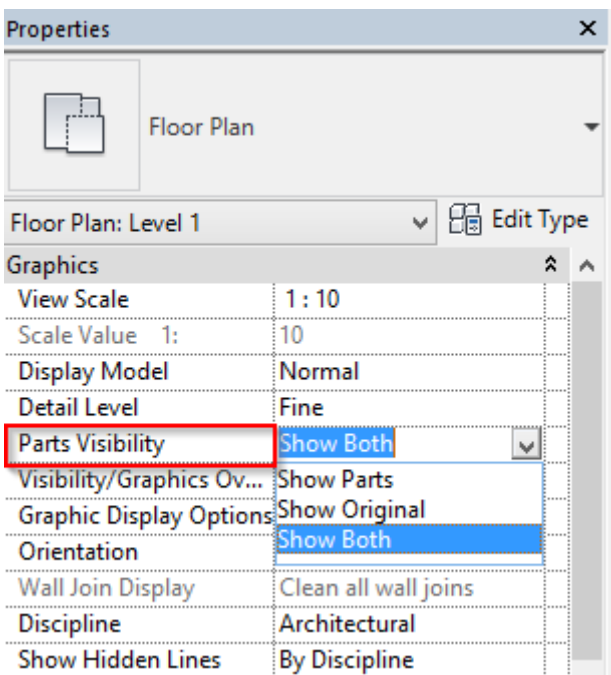 Properties
Floor Plan
Floor Plan: Level 1 Edit Type
Graphics
View Scale 1 : 10
Scale Value 1: 10
Display Model Normal
Detail Level Fine
Parts Visibility Show Both
Visibility/Graphics Ov... Show Parts
Graphic Display Options Show Original
Orientation Show Both
Wall Join Display Clean all wall joins
Discipline Architectural
Show Hidden Lines By Discipline